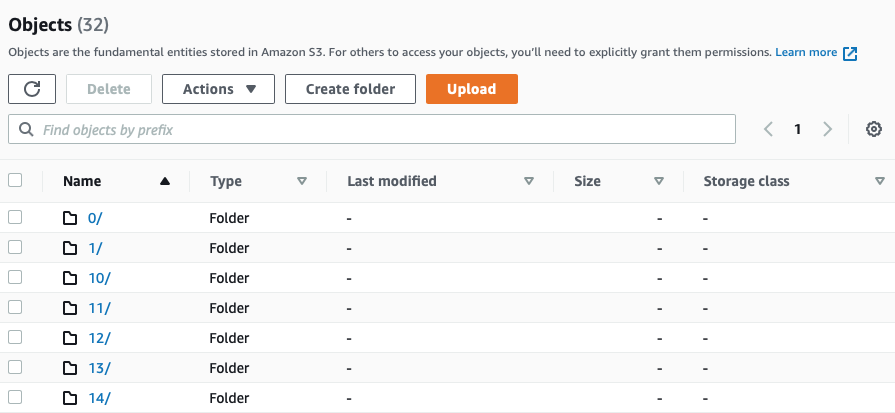 Objects (32)
Objects are the fundamental entities stored in Amazon S3. For others to access your objects, you'll need to explicitly grant them permissions. Learn more
Delete Actions Create folder Upload
Find objects by prefix 1
Name Type Last modified Size Storage class
0/ Folder - - -
1/ Folder - - -
10/ Folder - - -
11/ Folder - - -
12/ Folder - - -
13/ Folder - - -
14/ Folder - - -